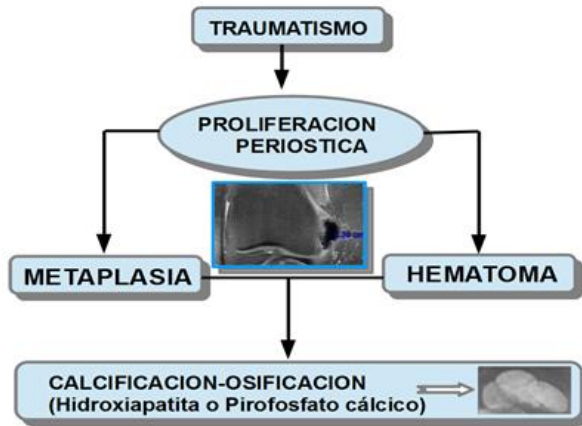 TRAUMATISMO
PROLIFERACION
PERIOSTICA
METAPLASIA
HEMATOMA
CALCIFICACION-OSIFICACION
(Hidroxiapatita o Pirofosfato cálcico)